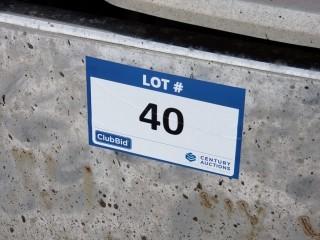 LOT #
40
ClubBid
CENTURY
AUCTIONS